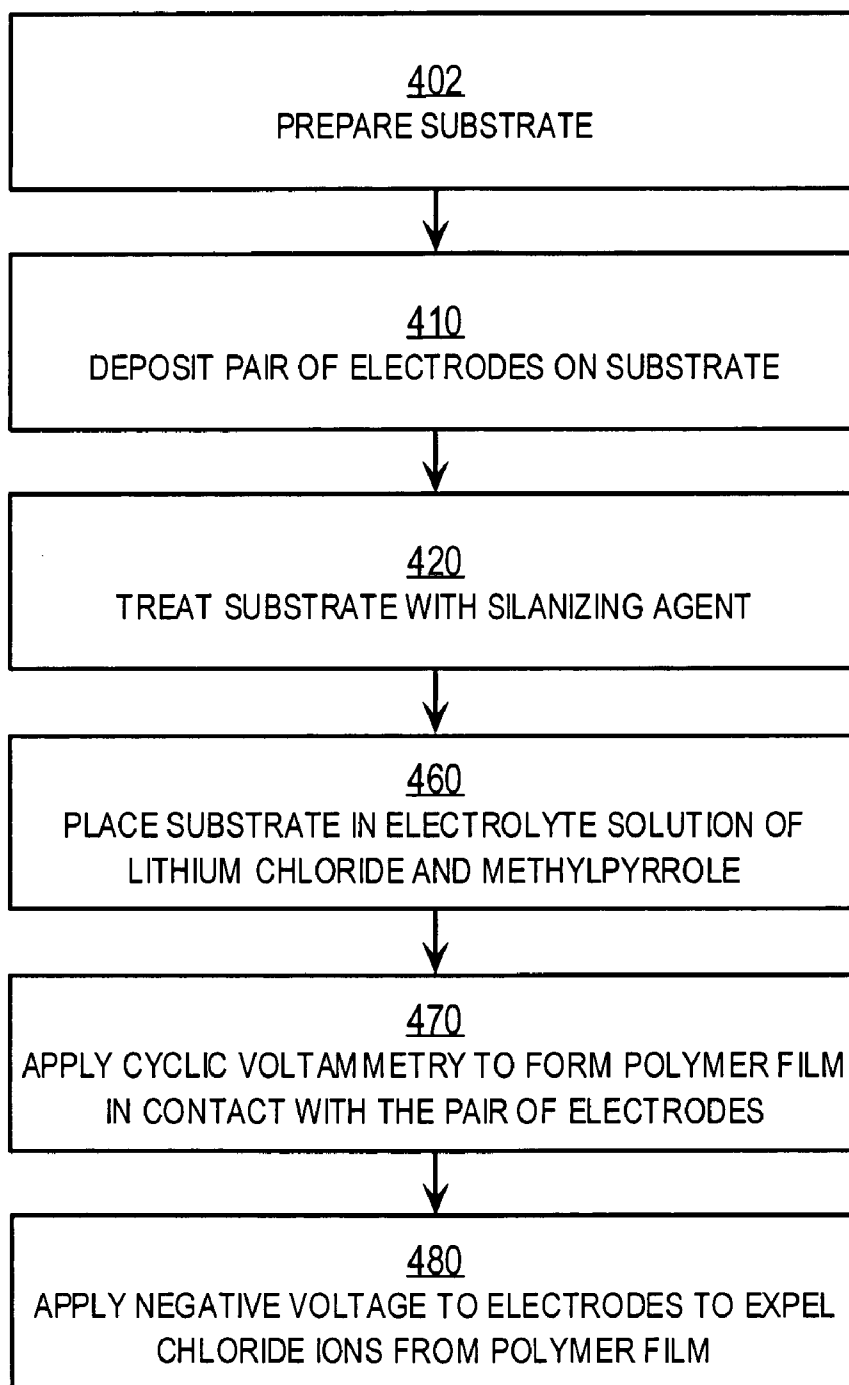 402
PREPARE SUBSTRATE
410
DEPOSIT PAIR OF ELECTRODES ON SUBSTRATE
420
TREAT SUBSTRATE WITH SILANIZING AGENT
460
PLACE SUBSTRATE IN ELECTROLYTE SOLUTION OF
LITHIUM CHLORIDE AND METHYLPYRROLE
470
APPLY CYCLIC VOLTAMMETRY TO FORM POLYMER FILM
IN CONTACT WITH THE PAIR OF ELECTRODES
480
APPLY NEGATIVE VOLTAGE TO ELECTRODES TO EXPEL
CHLORIDE IONS FROM POLYMER FILM